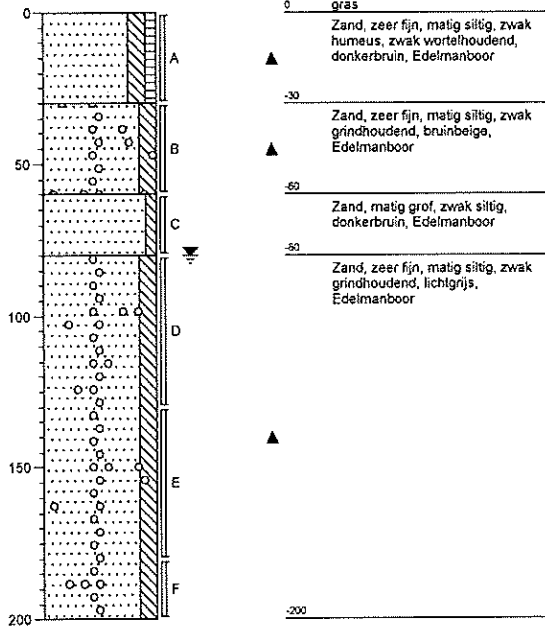 0
50
100
150
200
A
B
C
D
E
F
0 gras
Zand, zeer fijn, matig siltig, zwak
humeus, zwak wortelhoudend,
donkerbruin, Edelmanboor
-30
Zand, zeer fijn, matig siltig, zwak
grindhoudend, bruinbeige,
Edelmanboor
-60
Zand, matig grof, zwak siltig,
donkerbruin, Edelmanboor
-80
Zand, zeer fijn, matig siltig, zwak
grindhoudend, lichtgrijs,
Edelmanboor
-200